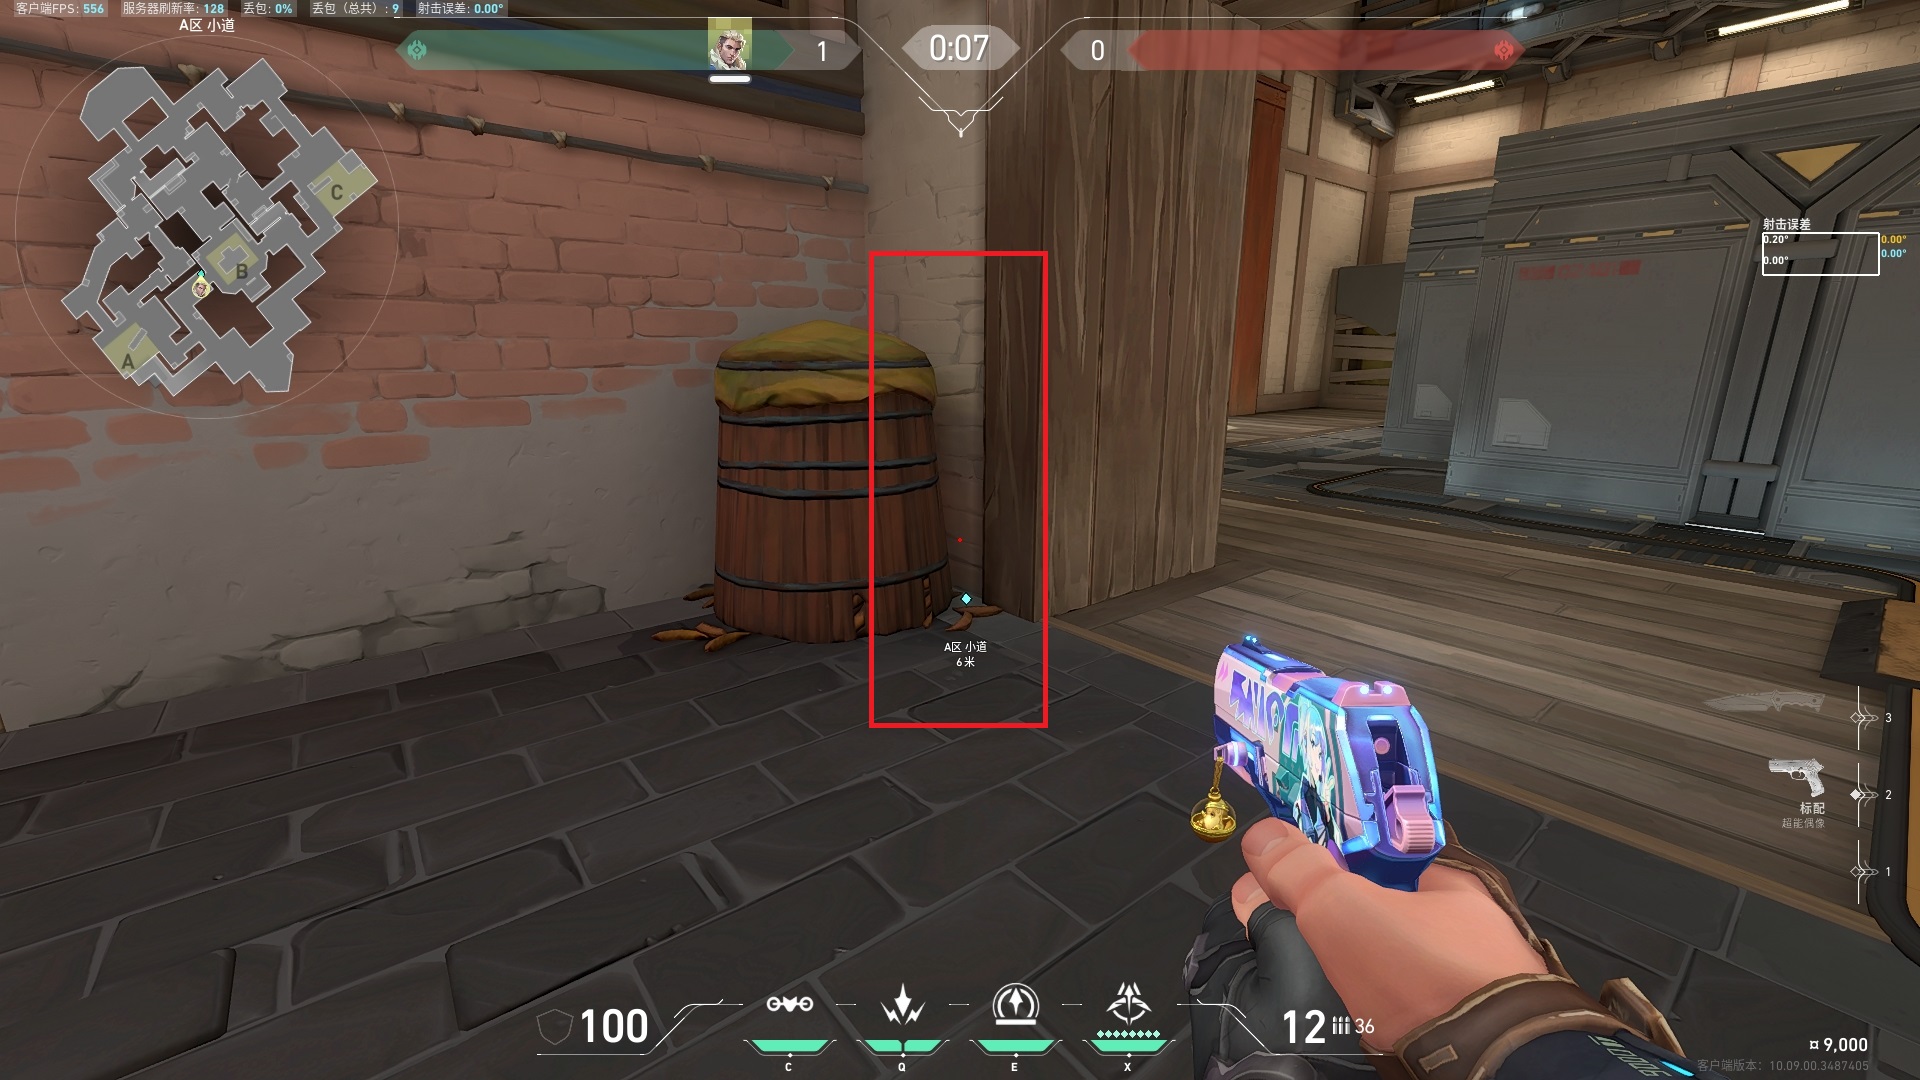 客户端FPS: 556 服务器刷新率: 128 丢包: 0% 丢包（总共）: 9 射击误差: 0.00°
A区 小道
1
0:07
0
C
B
A
射击误差
0.20°
0.00°
0.00°
0.00°
A区 小道
6米
3
2
标配
超能偶像
1
100
C
Q
E
X
12
36
¤ 9,000
客户端版本: 10.09.00.3487405